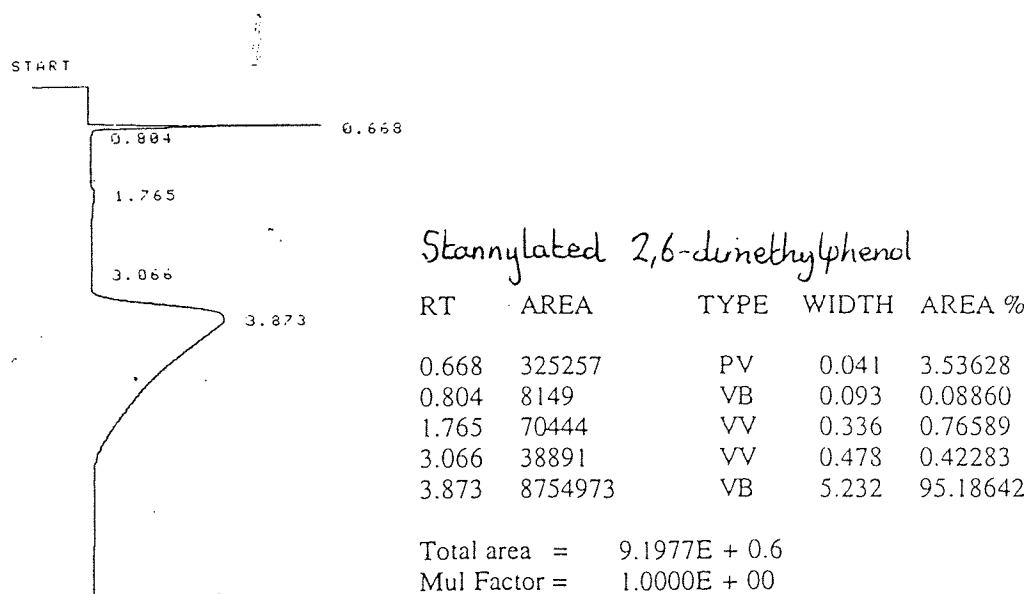 START
0.668
0.804
1.765
3.066
3.873
Stannylated 2,6-dimethylphenol
RT AREA TYPE WIDTH AREA %
0.668 325257 PV 0.041 3.53628
0.804 8149 VB 0.093 0.08860
1.765 70444 VV 0.336 0.76589
3.066 38891 VV 0.478 0.42283
3.873 8754973 VB 5.232 95.18642
Total area = 9.1977E + 0.6
Mul Factor = 1.0000E + 00